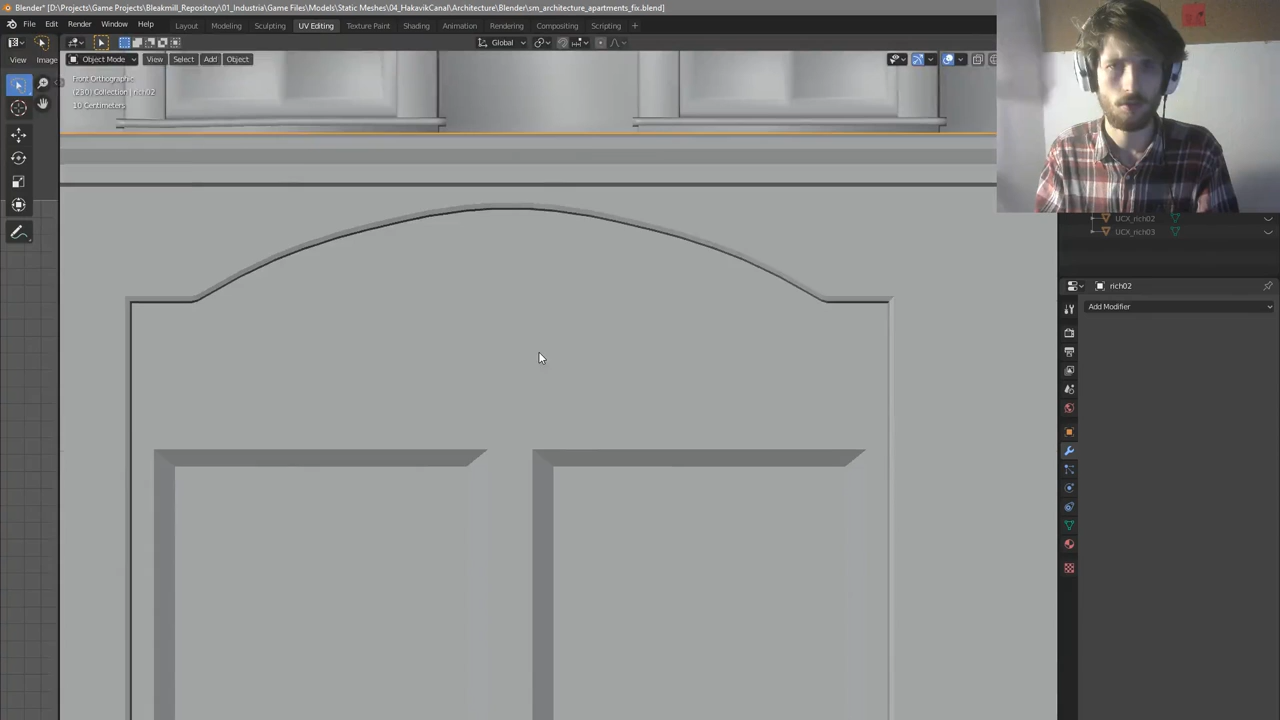 Blender* [D:\Projects\Game Projects\Bleakmill_Repository\01_Industria\Game Files\Models\Static Meshes\04_HakavikCanal\Architecture\Blender\sm_architecture_apartments_fix.blend]
File Edit Render Window Help Layout Modeling Sculpting UV Editing Texture Paint Shading Animation Rendering Compositing Scripting +
Global
View Image Object Mode View Select Add Object
Front Orthographic
(230) Collection | rich02
10 Centimeters
UCX_rich02
UCX_rich03
rich02
Add Modifier